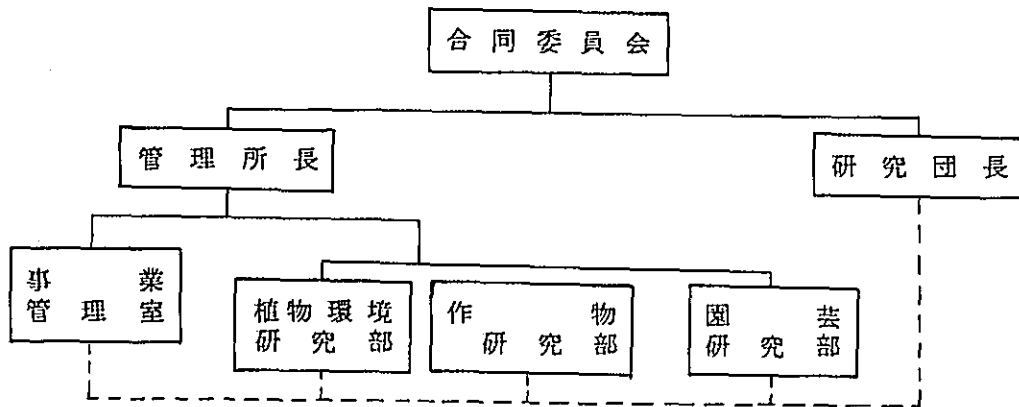 合同委員会
管理所長
研究団長
事業
管理室
植物環境
研究部
作物
研究部
園芸
研究部